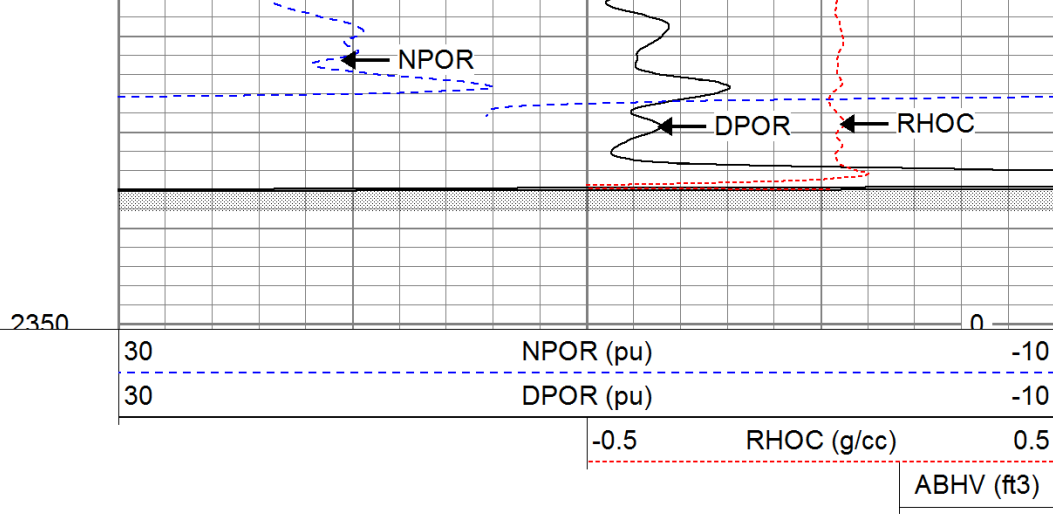 NPOR
DPOR
RHOC
2350 0
30 NPOR (pu) -10
30 DPOR (pu) -10
-0.5 RHOC (g/cc) 0.5
ABHV (ft3)